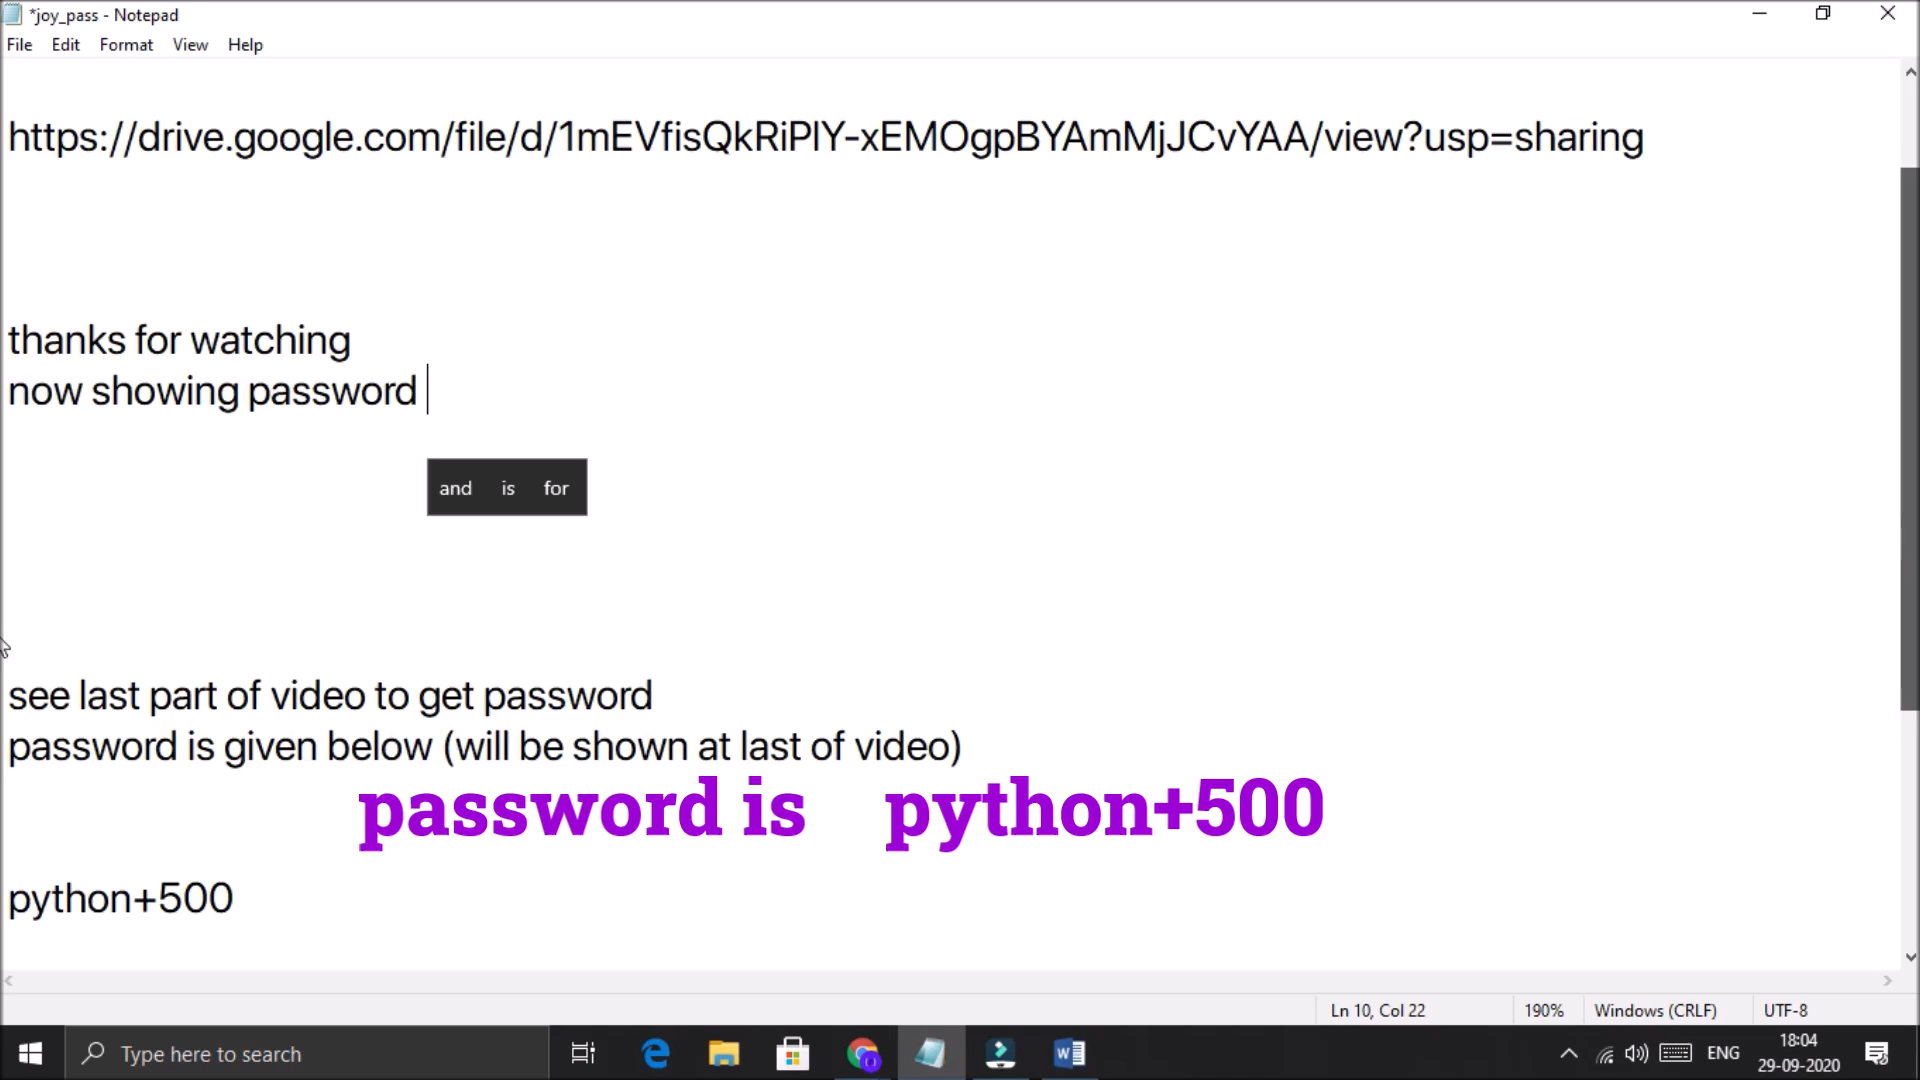 *joy_pass - Notepad
File Edit Format View Help
https://drive.google.com/file/d/1mEVfisQkRiPlY-xEMOgpBYAmMjJCvYAA/view?usp=sharing
thanks for watching
now showing password
and is for
see last part of video to get password
password is given below (will be shown at last of video)
password is python+500
python+500
Ln 10, Col 22 190% Windows (CRLF) UTF-8
Type here to search
ENG
18:04
29-09-2020